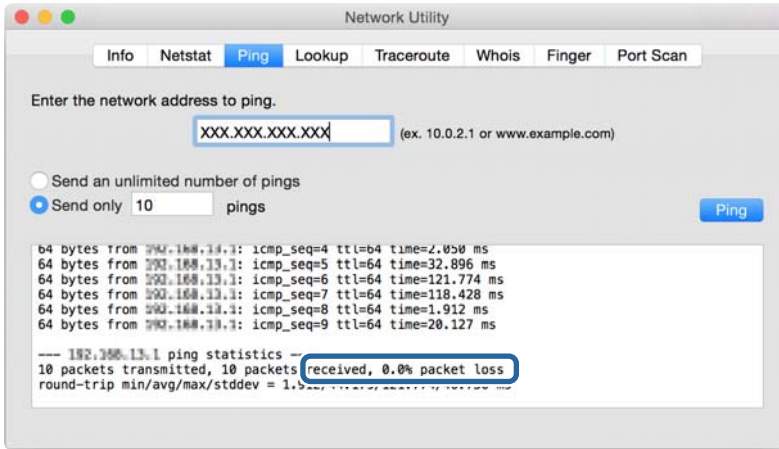 Network Utility
Info Netstat Ping Lookup Traceroute Whois Finger Port Scan
Enter the network address to ping.
XXX.XXX.XXX.XXX (ex. 10.0.2.1 or www.example.com)
Send an unlimited number of pings
Send only 10 pings
Ping
64 bytes from : icmp_seq=4 ttl=64 time=2.050 ms
64 bytes from : icmp_seq=5 ttl=64 time=32.896 ms
64 bytes from : icmp_seq=6 ttl=64 time=121.774 ms
64 bytes from : icmp_seq=7 ttl=64 time=118.428 ms
64 bytes from : icmp_seq=8 ttl=64 time=1.912 ms
64 bytes from : icmp_seq=9 ttl=64 time=20.127 ms
--- ping statistics --
10 packets transmitted, 10 packets received, 0.0% packet loss
round-trip min/avg/max/stddev = ms